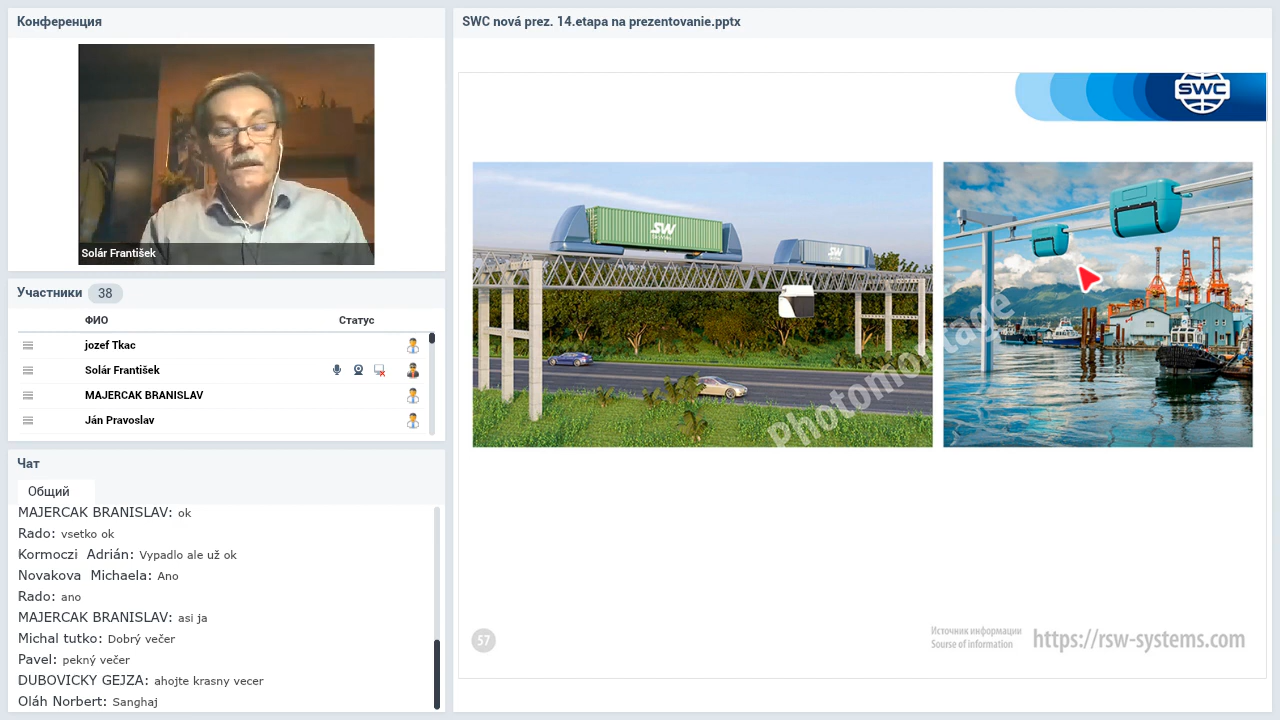 Конференция
Solár František
Участники 38
ФИО Статус
jozef Tkac
Solár František
MAJERCAK BRANISLAV
Ján Pravoslav
Чат
Общий
MAJERCAK BRANISLAV: ok
Rado: vsetko ok
Kormoczi Adrián: Vypadlo ale už ok
Novakova Michaela: Ano
Rado: ano
MAJERCAK BRANISLAV: asi ja
Michal tutko: Dobrý večer
Pavel: pekný večer
DUBOVICKY GEJZA: ahojte krasny vecer
Oláh Norbert: Sanghaj
SWC nová prez. 14.etapa na prezentovanie.pptx
SWC
SW
SW
Photomontage
57
Источник информации
Sourse of information
https://rsw-systems.com